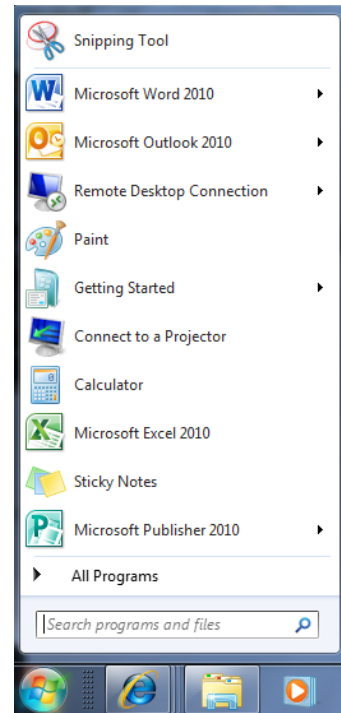 Snipping Tool
Microsoft Word 2010
Microsoft Outlook 2010
Remote Desktop Connection
Paint
Getting Started
Connect to a Projector
Calculator
Microsoft Excel 2010
Sticky Notes
Microsoft Publisher 2010
All Programs
Search programs and files